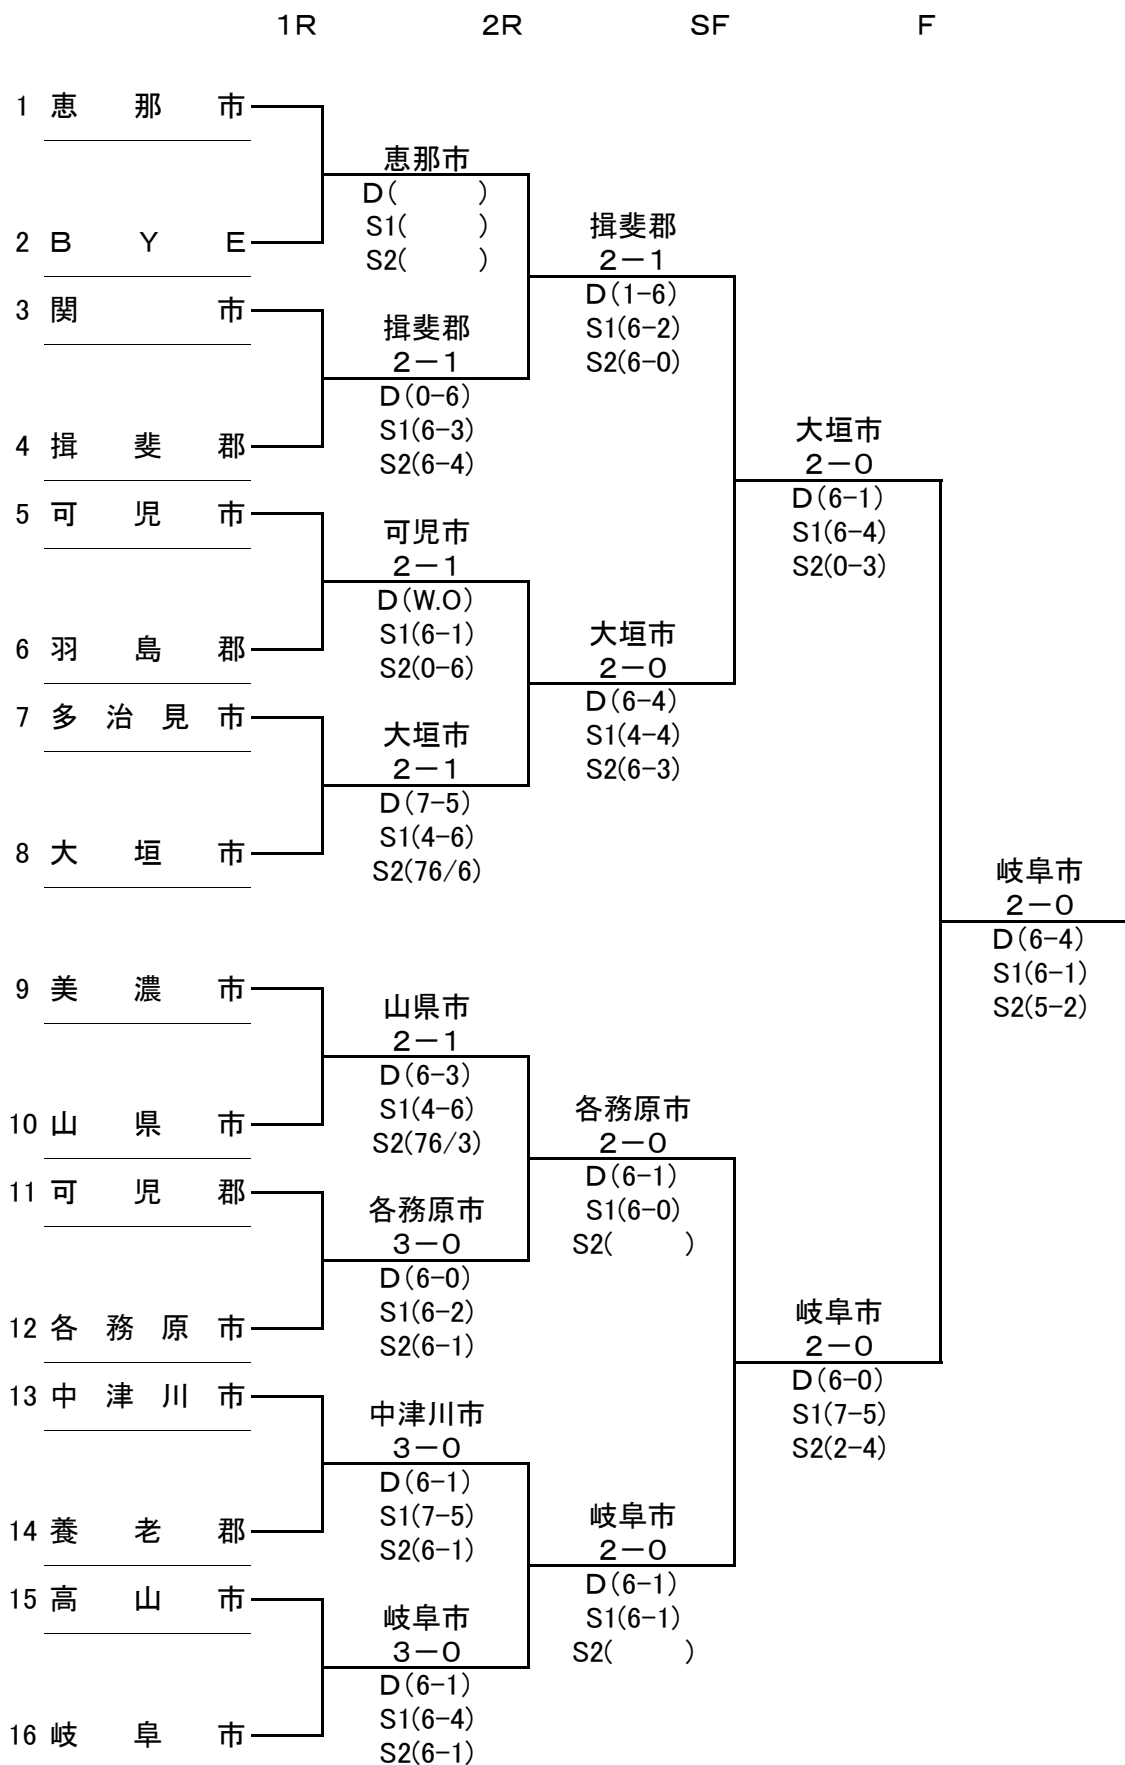 1R 2R SF F
1 恵那市
恵那市
D( )
S1( )
S2( )
2 BYE
3 関市
揖斐郡
2-1
D(0-6)
S1(6-3)
S2(6-4)
4 揖斐郡
揖斐郡
2-1
D(1-6)
S1(6-2)
S2(6-0)
5 可児市
可児市
2-1
D(W.O)
S1(6-1)
S2(0-6)
6 羽島郡
7 多治見市
大垣市
2-1
D(7-5)
S1(4-6)
S2(76/6)
8 大垣市
大垣市
2-0
D(6-4)
S1(4-4)
S2(6-3)
大垣市
2-0
D(6-1)
S1(6-4)
S2(0-3)
9 美濃市
山県市
2-1
D(6-3)
S1(4-6)
S2(76/3)
10 山県市
11 可児郡
各務原市
3-0
D(6-0)
S1(6-2)
S2(6-1)
12 各務原市
各務原市
2-0
D(6-1)
S1(6-0)
S2( )
13 中津川市
中津川市
3-0
D(6-1)
S1(7-5)
S2(6-1)
14 養老郡
15 高山市
岐阜市
3-0
D(6-1)
S1(6-4)
S2(6-1)
16 岐阜市
岐阜市
2-0
D(6-1)
S1(6-1)
S2( )
岐阜市
2-0
D(6-0)
S1(7-5)
S2(2-4)
岐阜市
2-0
D(6-4)
S1(6-1)
S2(5-2)